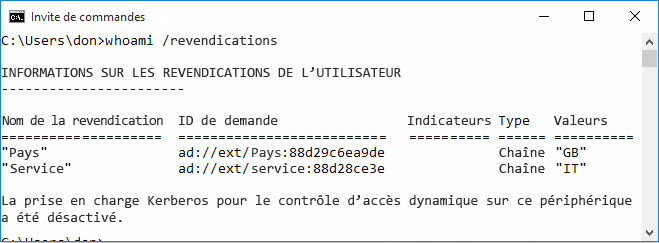 Invite de commandes
C:\Users\don>whoami /revendications
INFORMATIONS SUR LES REVENDICATIONS DE L’UTILISATEUR
-----------------------
Nom de la revendication ID de demande Indicateurs Type Valeurs
==================== ========================== ========== ====== ==========
"Pays" ad://ext/Pays:88d29c6ea9de Chaîne "GB"
"Service" ad://ext/service:88d28ce3e Chaîne "IT"
La prise en charge Kerberos pour le contrôle d’accès dynamique sur ce périphérique
a été désactivé.
C:\Users\don>